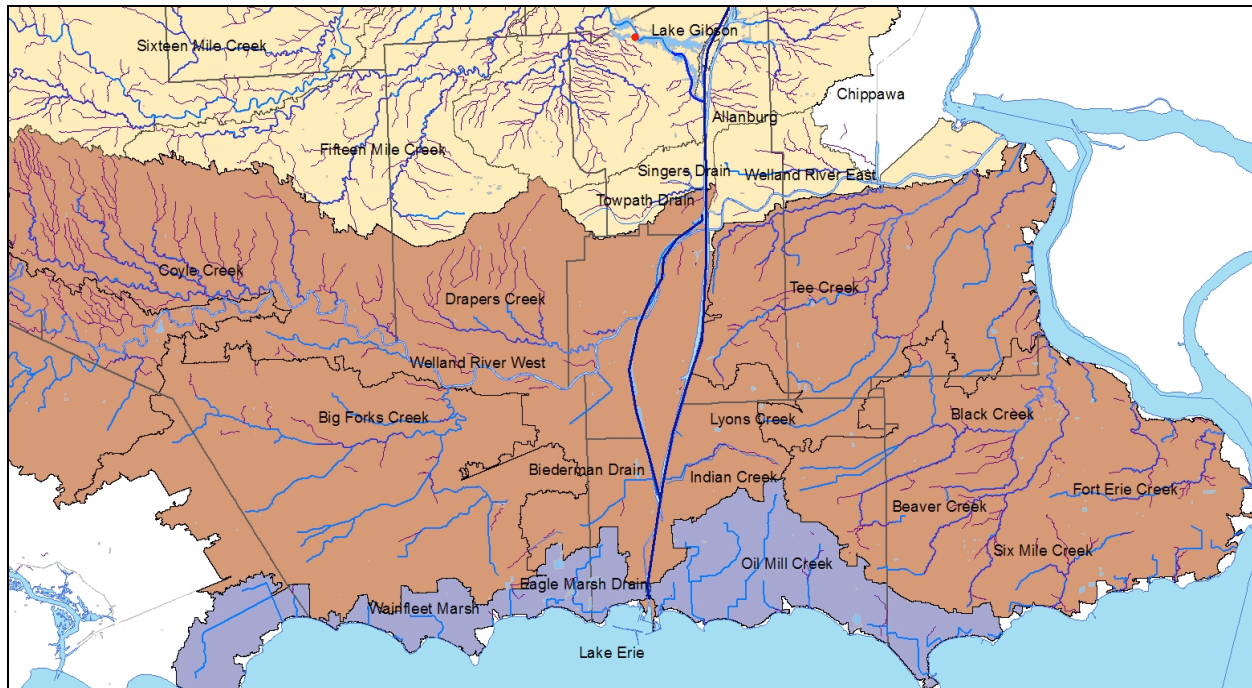 Lake Gibson
Sixteen Mile Creek
Chippawa
Allanburg
Fifteen Mile Creek
Singers Drain
Welland River East
Towpath Drain
Coyle Creek
Tee Creek
Drapers Creek
Welland River West
Big Forks Creek
Lyons Creek
Black Creek
Biederman Drain
Indian Creek
Fort Erie Creek
Beaver Creek
Six Mile Creek
Oil Mill Creek
Eagle Marsh Drain
Wainfleet Marsh
Lake Erie